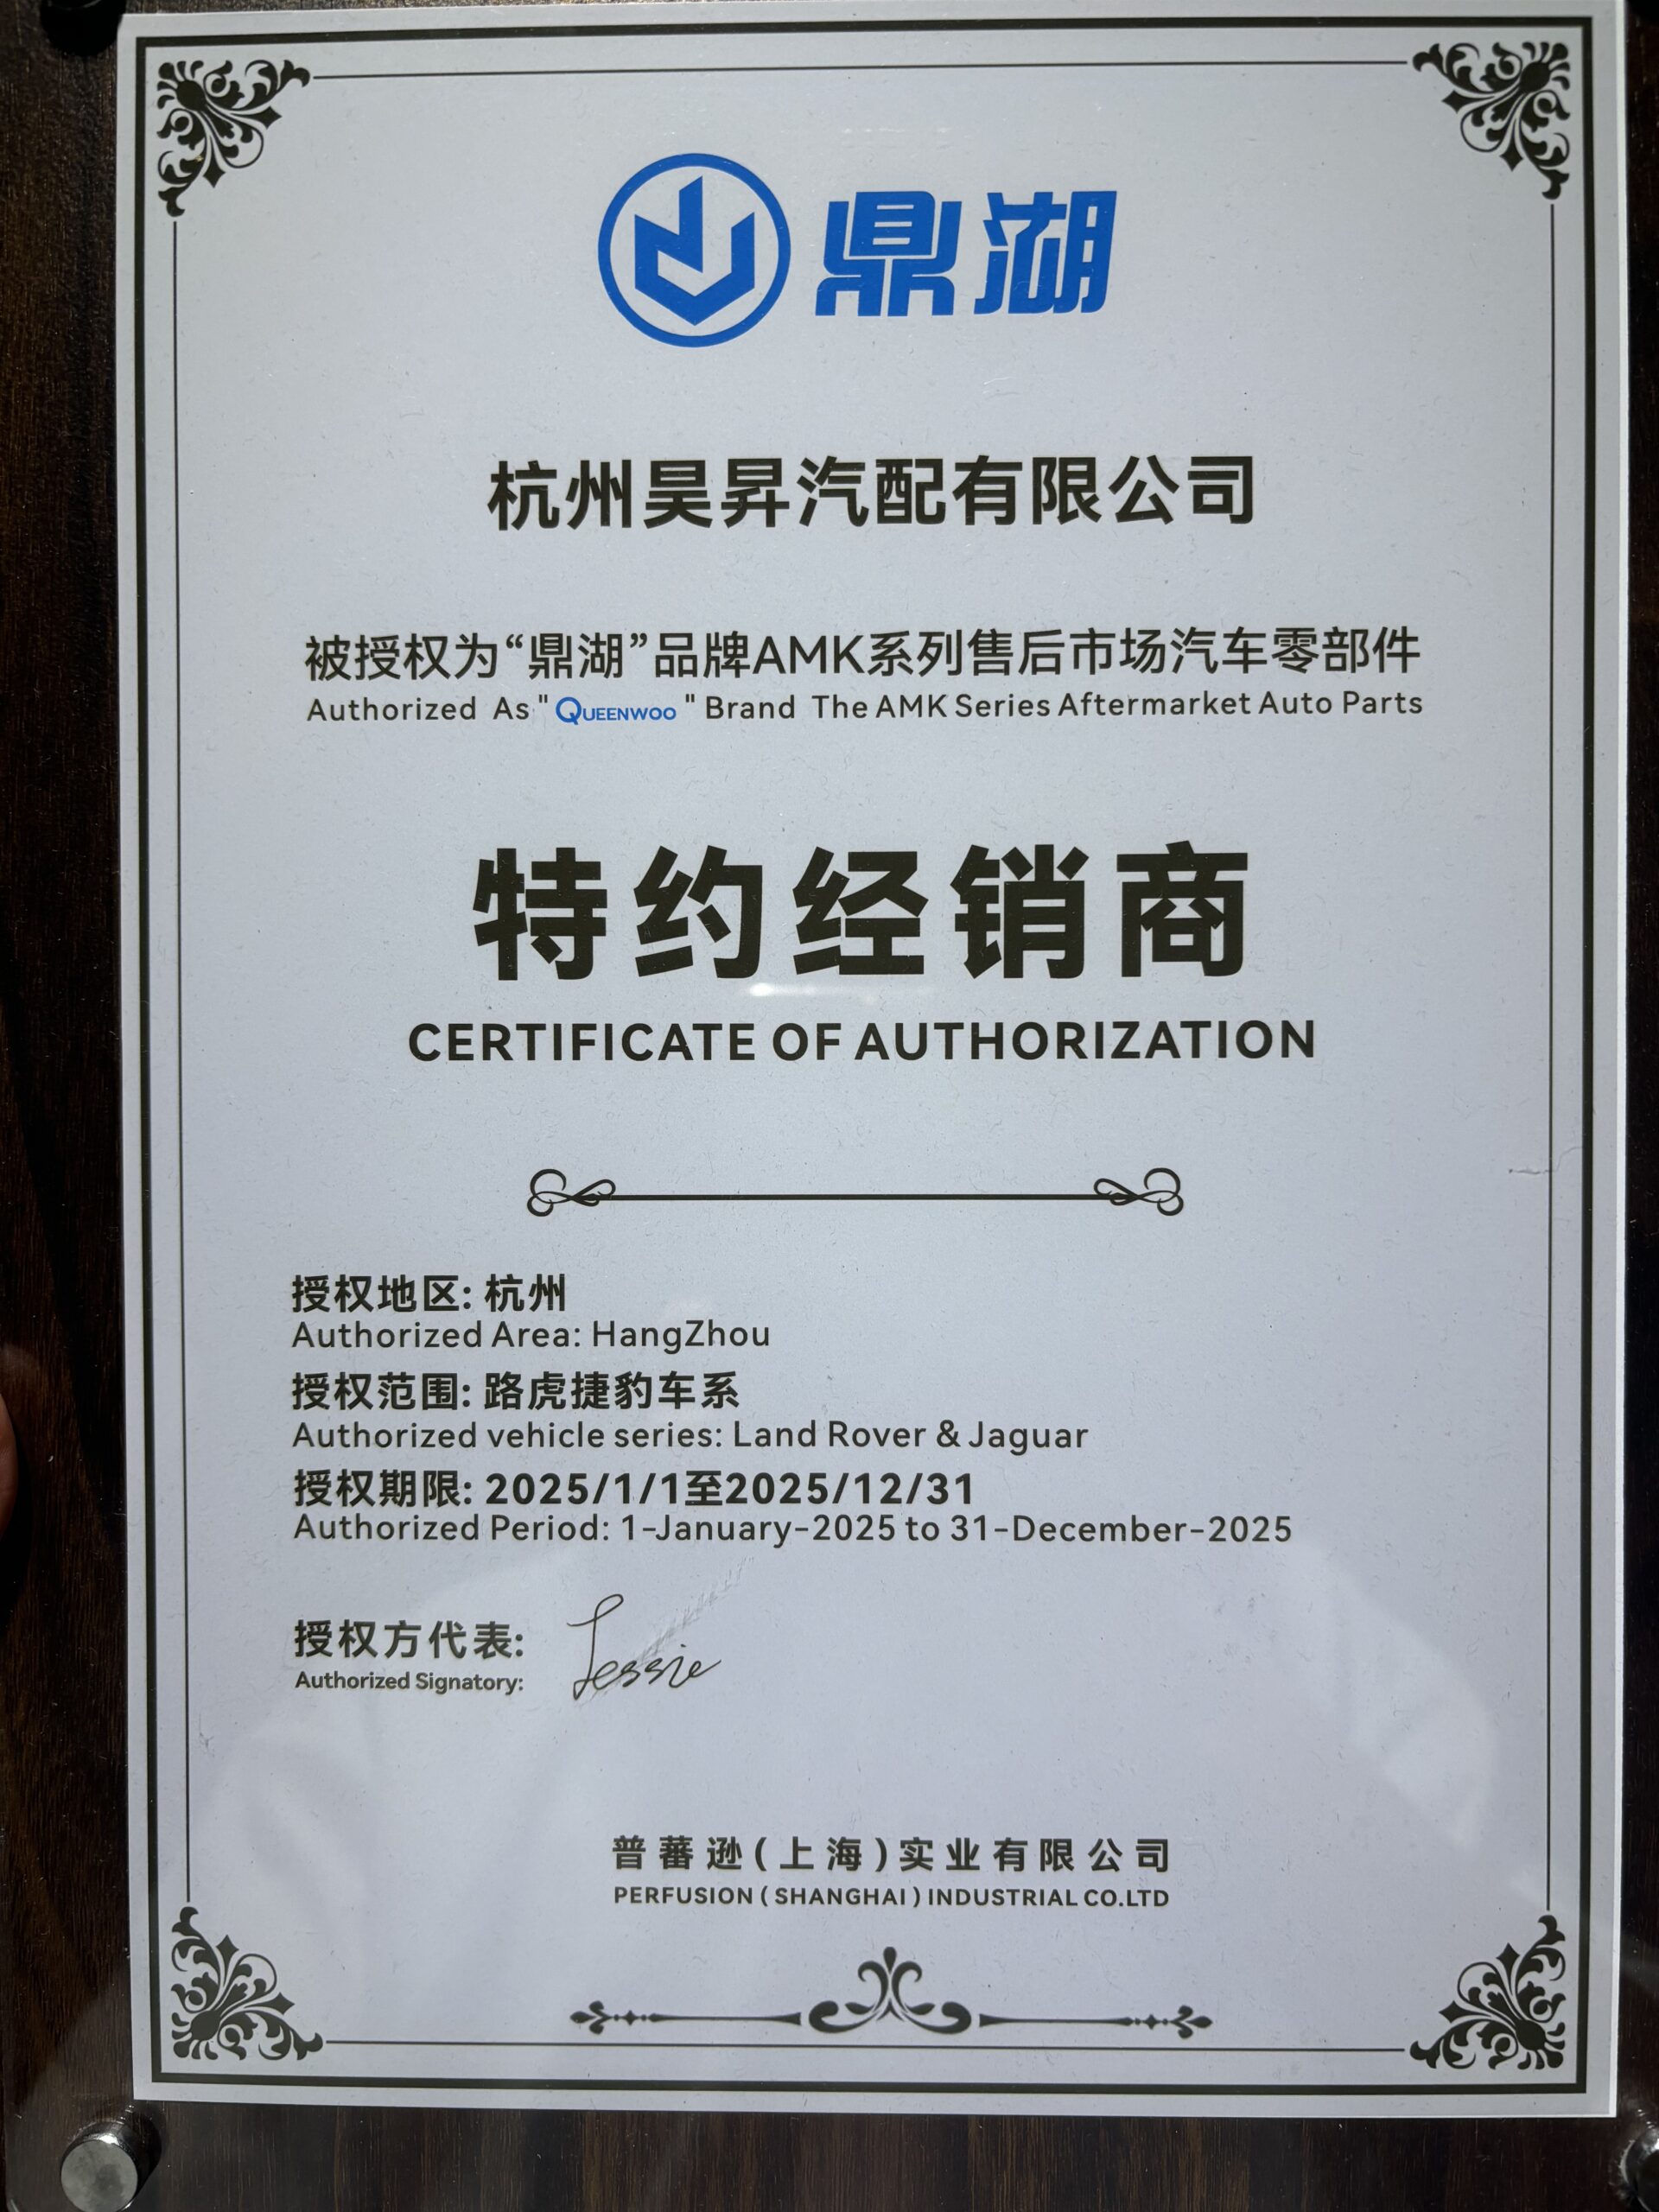 鼎湖
杭州昊昇汽配有限公司
被授权为“鼎湖”品牌AMK系列售后市场汽车零部件
Authorized As "QUEENWOO" Brand The AMK Series Aftermarket Auto Parts
特约经销商
CERTIFICATE OF AUTHORIZATION
授权地区: 杭州
Authorized Area: HangZhou
授权范围: 路虎捷豹车系
Authorized vehicle series: Land Rover & Jaguar
授权期限: 2025/1/1至2025/12/31
Authorized Period: 1-January-2025 to 31-December-2025
授权方代表: Jessie
Authorized Signatory:
普蕃逊(上海)实业有限公司
PERFUSION (SHANGHAI) INDUSTRIAL CO.LTD